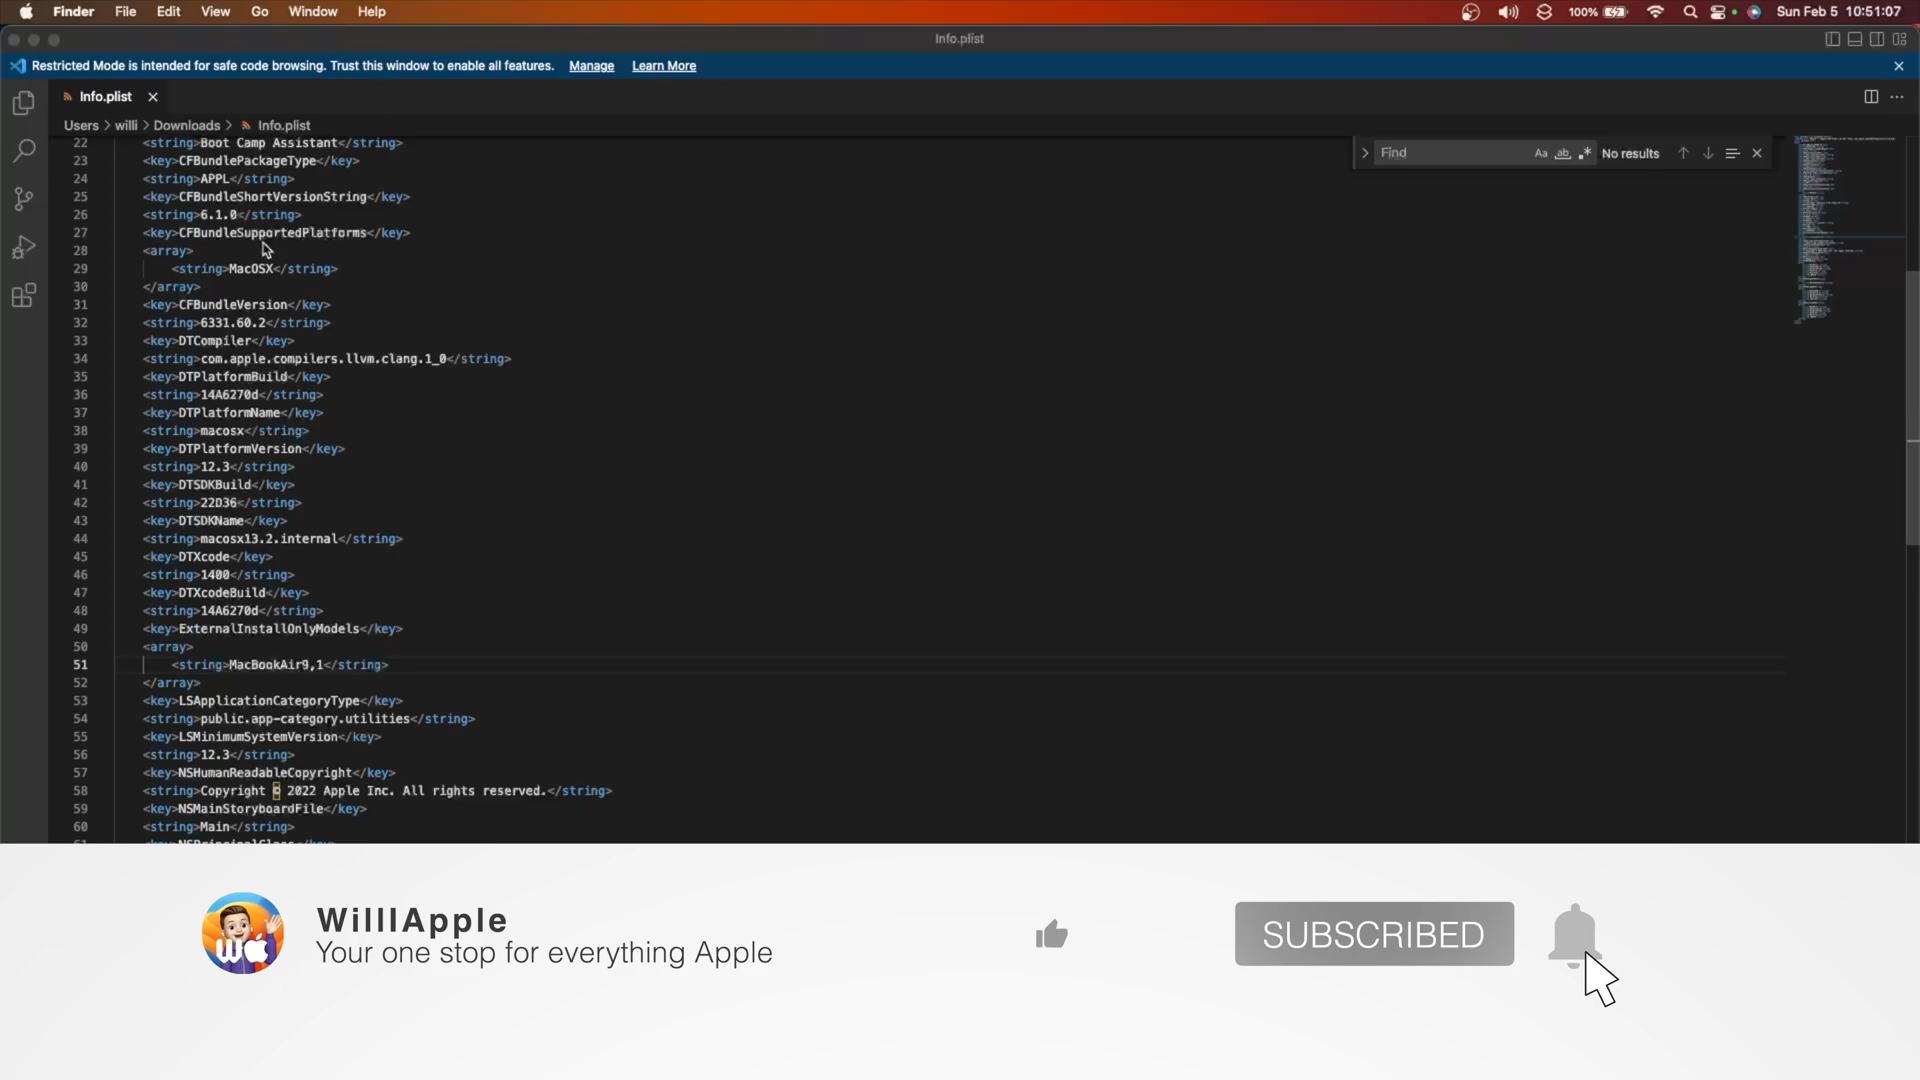 Finder File Edit View Go Window Help 100% Sun Feb 5 10:51:07
Info.plist
Restricted Mode is intended for safe code browsing. Trust this window to enable all features. Manage Learn More
Info.plist
Users > willi > Downloads > Info.plist
Find Aa ab No results
22 <string>Boot Camp Assistant</string>
23 <key>CFBundlePackageType</key>
24 <string>APPL</string>
25 <key>CFBundleShortVersionString</key>
26 <string>6.1.0</string>
27 <key>CFBundleSupportedPlatforms</key>
28 <array>
29 <string>MacOSX</string>
30 </array>
31 <key>CFBundleVersion</key>
32 <string>6331.60.2</string>
33 <key>DTCompiler</key>
34 <string>com.apple.compilers.llvm.clang.1_0</string>
35 <key>DTPlatformBuild</key>
36 <string>14A6270d</string>
37 <key>DTPlatformName</key>
38 <string>macosx</string>
39 <key>DTPlatformVersion</key>
40 <string>12.3</string>
41 <key>DTSDKBuild</key>
42 <string>22D36</string>
43 <key>DTSDKName</key>
44 <string>macosx13.2.internal</string>
45 <key>DTXcode</key>
46 <string>1400</string>
47 <key>DTXcodeBuild</key>
48 <string>14A6270d</string>
49 <key>ExternalInstallOnlyModels</key>
50 <array>
51 <string>MacBookAir9,1</string>
52 </array>
53 <key>LSApplicationCategoryType</key>
54 <string>public.app-category.utilities</string>
55 <key>LSMinimumSystemVersion</key>
56 <string>12.3</string>
57 <key>NSHumanReadableCopyright</key>
58 <string>Copyright © 2022 Apple Inc. All rights reserved.</string>
59 <key>NSMainStoryboardFile</key>
60 <string>Main</string>
WilllApple
Your one stop for everything Apple
SUBSCRIBED